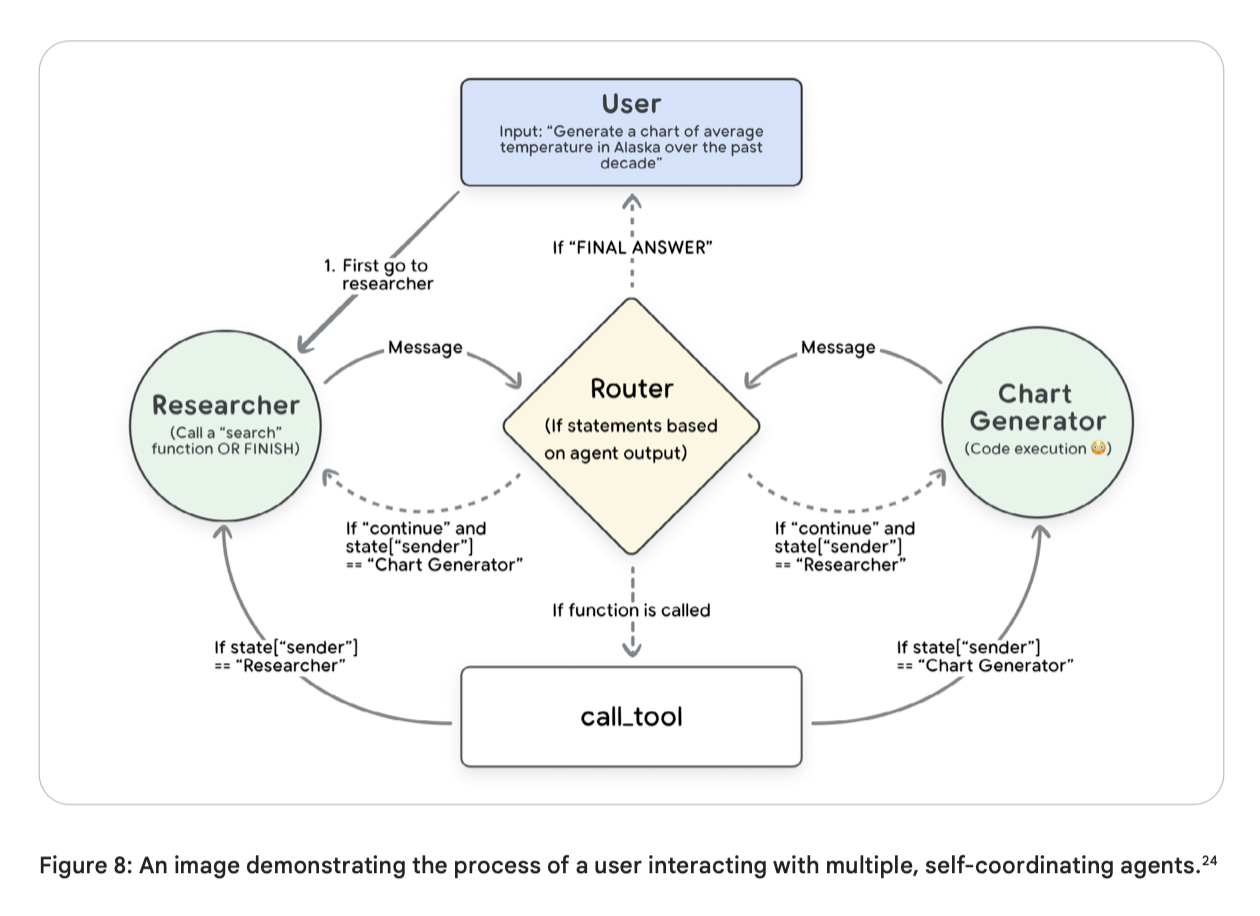 User
Input: “Generate a chart of average
temperature in Alaska over the past
decade”
If “FINAL ANSWER”
1. First go to
researcher
Message
Message
Researcher
(Call a “search”
function OR FINISH)
Router
(If statements based
on agent output)
Chart
Generator
(Code execution 😳)
If “continue” and
state[“sender”]
== “Chart Generator”
If “continue” and
state[“sender”]
== “Researcher”
If function is called
If state[“sender”]
== “Researcher”
If state[“sender”]
== “Chart Generator”
call_tool
Figure 8: An image demonstrating the process of a user interacting with multiple, self-coordinating agents.²⁴